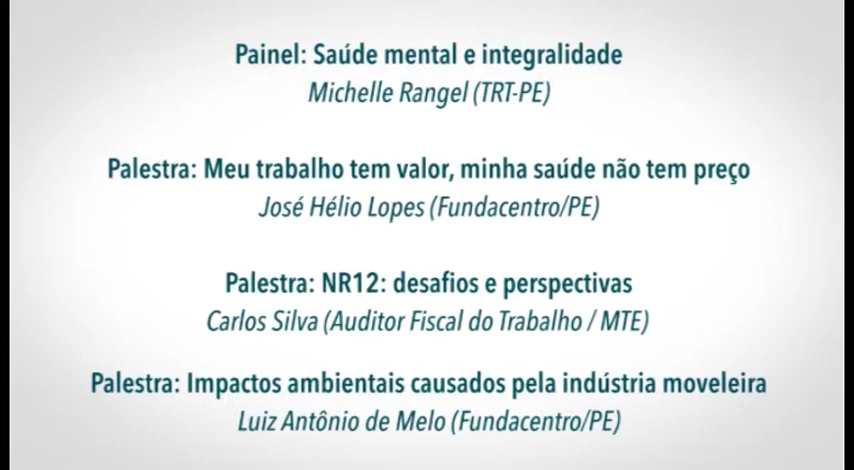 Painel: Saúde mental e integralidade
Michelle Rangel (TRT-PE)
Palestra: Meu trabalho tem valor, minha saúde não tem preço
José Hélio Lopes (Fundacentro/PE)
Palestra: NR12: desafios e perspectivas
Carlos Silva (Auditor Fiscal do Trabalho / MTE)
Palestra: Impactos ambientais causados pela indústria moveleira
Luiz Antônio de Melo (Fundacentro/PE)